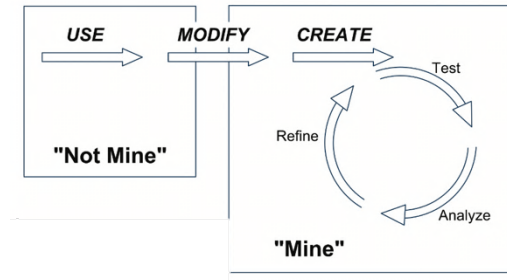 USE MODIFY CREATE
Test
Refine
"Not Mine"
Analyze
"Mine"